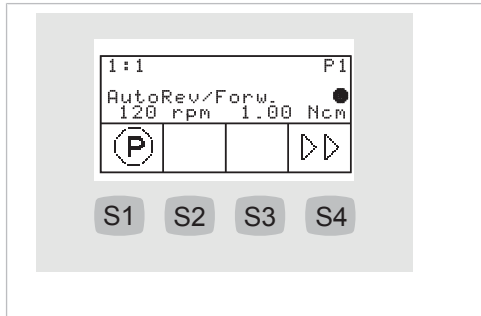 1:1 P1
AutoRev/Forw.
120 rpm 1.00 Ncm
P
S1 S2 S3 S4